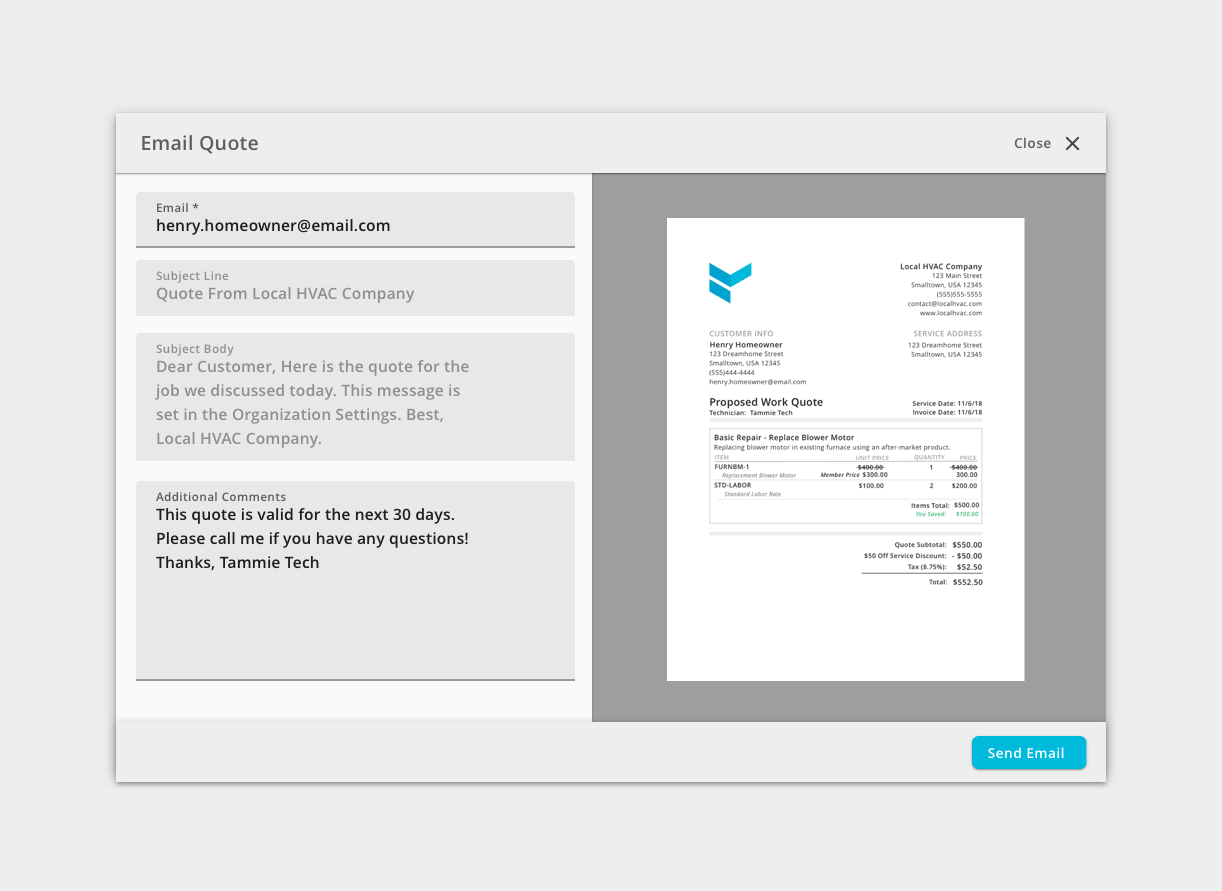 Email Quote
Close
Email *
henry.homeowner@email.com
Subject Line
Quote From Local HVAC Company
Subject Body
Dear Customer, Here is the quote for the
job we discussed today. This message is
set in the Organization Settings. Best,
Local HVAC Company.
Additional Comments
This quote is valid for the next 30 days.
Please call me if you have any questions!
Thanks, Tammie Tech
Local HVAC Company
123 Main Street
Smalltown, USA 12345
(555)555-5555
contact@localhvac.com
www.localhvac.com
CUSTOMER INFO SERVICE ADDRESS
Henry Homeowner 123 Dreamhome Street
123 Dreamhome Street Smalltown, USA 12345
Smalltown, USA 12345
(555)444-4444
henry.homeowner@email.com
Proposed Work Quote Service Date: 11/6/18
Technician: Tammie Tech Invoice Date: 11/6/18
Basic Repair - Replace Blower Motor
Replacing blower motor in existing furnace using an after-market product.
ITEM UNIT PRICE QUANTITY PRICE
FURNBM-1 $400.00 1 $400.00
Replacement Blower Motor Member Price $300.00 300.00
STD-LABOR $100.00 2 $200.00
Standard Labor Rate
Items Total: $500.00
You Saved: $100.00
Quote Subtotal: $550.00
$50 Off Service Discount: - $50.00
Tax (8.75%): $52.50
Total: $552.50
Send Email